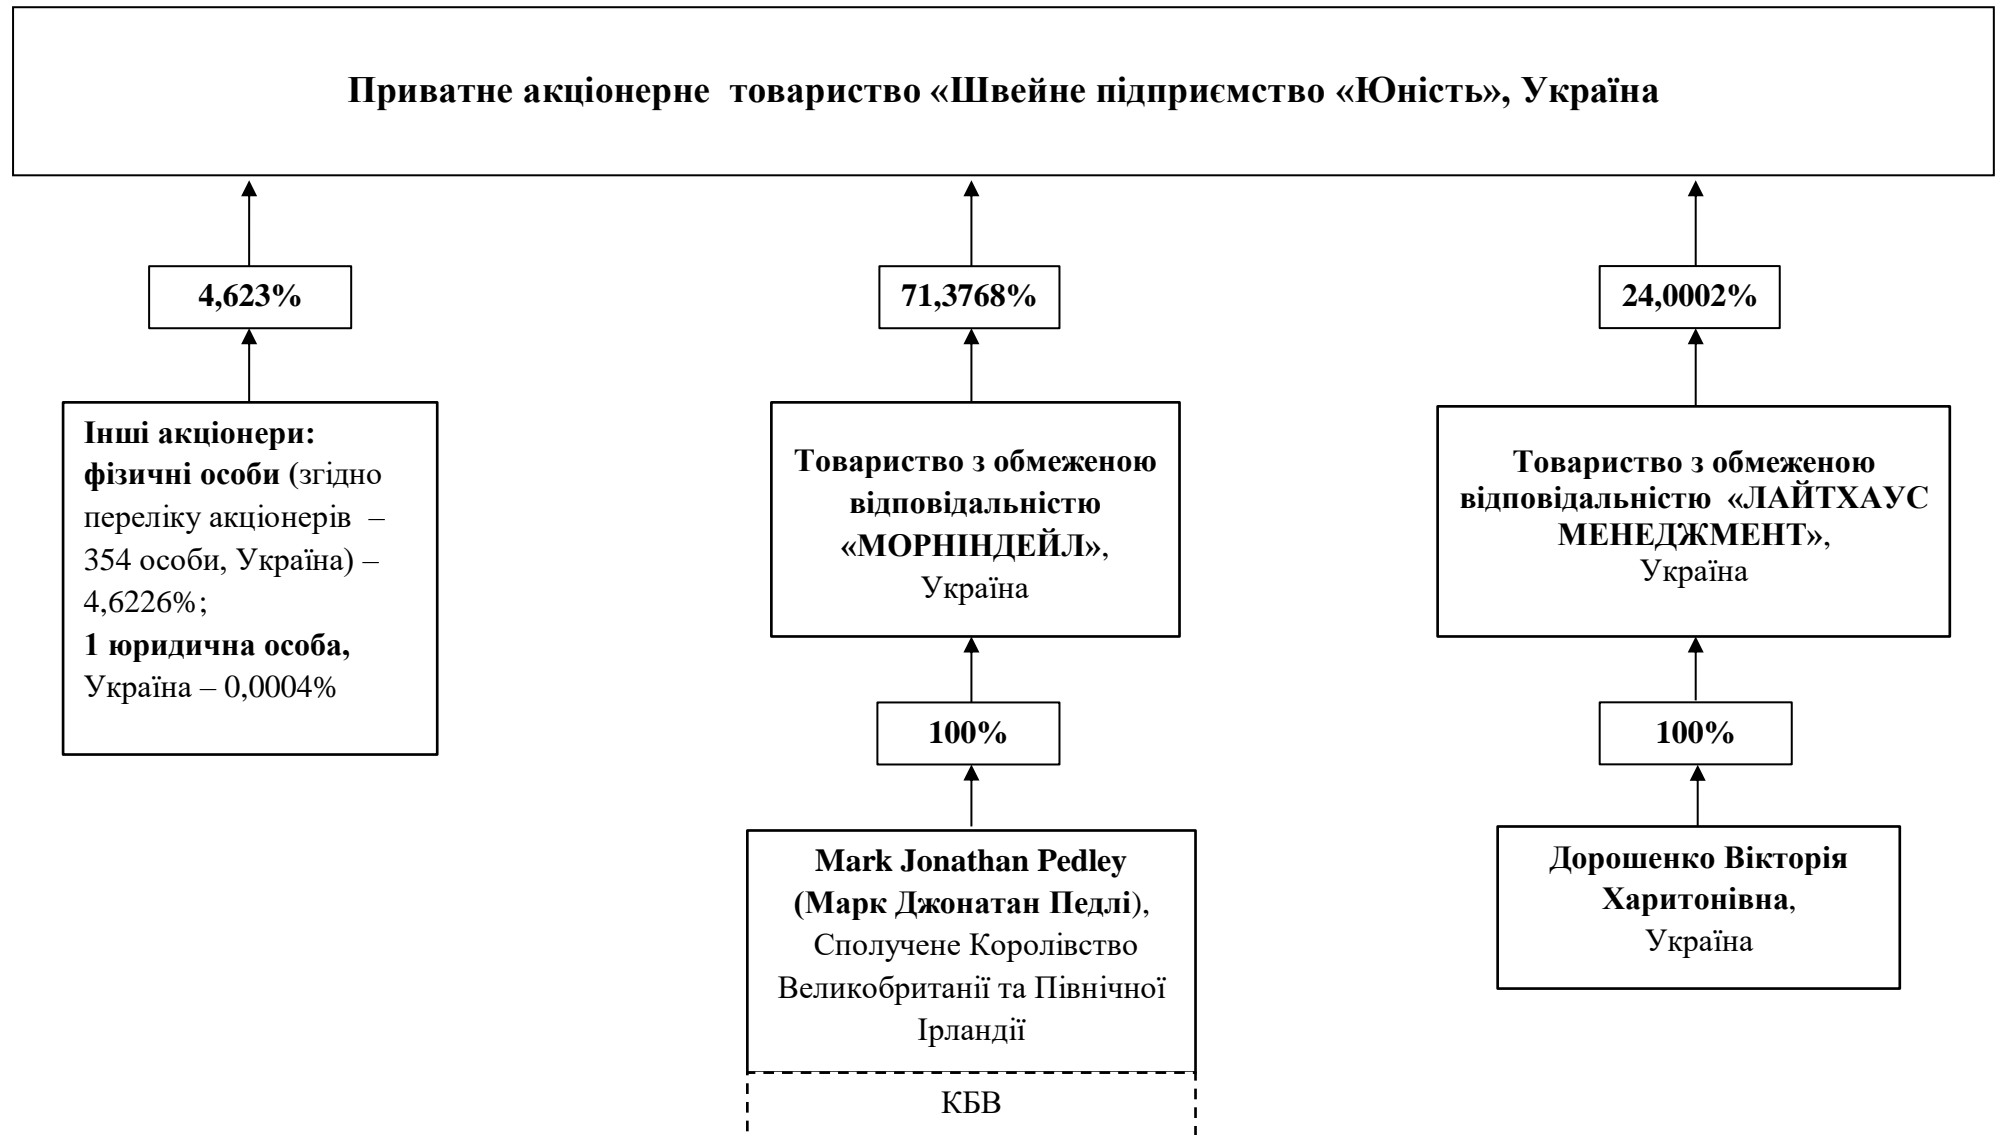 Приватне акціонерне товариство «Швейне підприємство «Юність», Україна
4,623%
71,3768%
24,0002%
Інші акціонери:
фізичні особи (згідно
переліку акціонерів –
354 особи, Україна) –
4,6226%;
1 юридична особа,
Україна – 0,0004%
Товариство з обмеженою
відповідальністю
«МОРНІНДЕЙЛ»,
Україна
Товариство з обмеженою
відповідальністю «ЛАЙТХАУС
МЕНЕДЖМЕНТ»,
Україна
100%
100%
Mark Jonathan Pedley
(Марк Джонатан Педлі),
Сполучене Королівство
Великобританії та Північної
Ірландії
Дорошенко Вікторія
Харитонівна,
Україна
КБВ